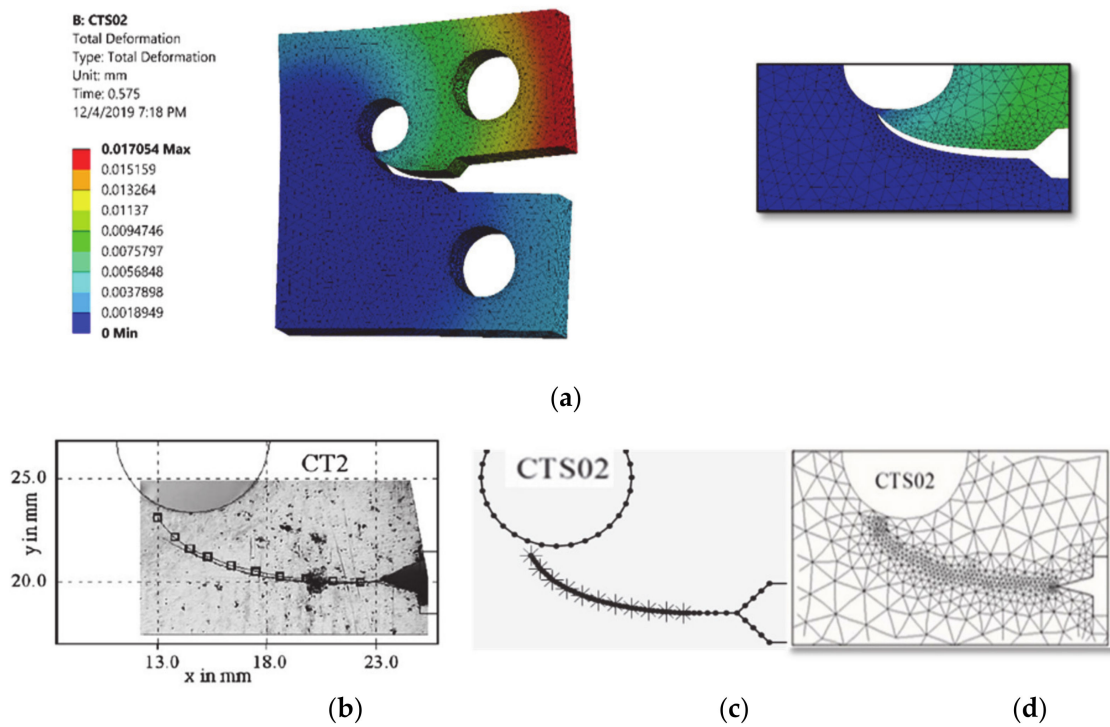 B: CTS02
Total Deformation
Type: Total Deformation
Unit: mm
Time: 0.575
12/4/2019 7:18 PM
0.017054 Max
0.015159
0.013264
0.01137
0.0094746
0.0075797
0.0056848
0.0037898
0.0018949
0 Min
(a)
CT2
25.0
y in mm
20.0
13.0
18.0
23.0
x in mm
CTS02
CTS02
(b)
(c)
(d)